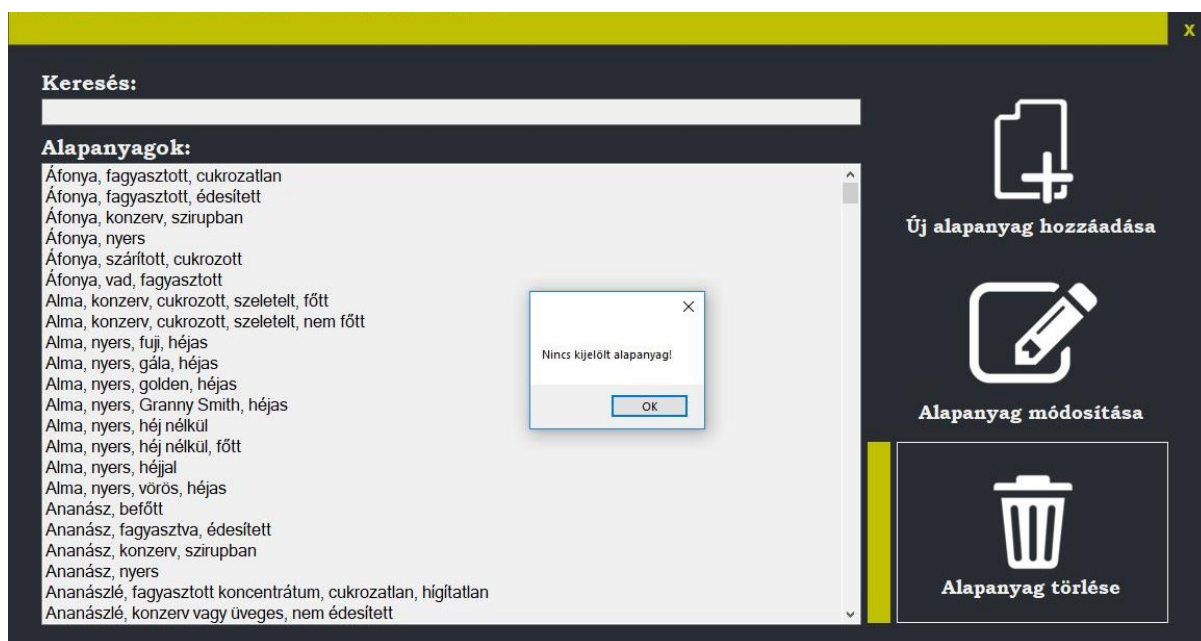 x
Keresés:
Alapanyagok:
Áfonya, fagyasztott, cukrozatlan
Áfonya, fagyasztott, édesített
Áfonya, konzerv, szirupban
Áfonya, nyers
Áfonya, szárított, cukrozott
Áfonya, vad, fagyasztott
Alma, konzerv, cukrozott, szeletelt, főtt
Alma, konzerv, cukrozott, szeletelt, nem főtt
Alma, nyers, fuji, héjas
Alma, nyers, gála, héjas
Alma, nyers, golden, héjas
Alma, nyers, Granny Smith, héjas
Alma, nyers, héj nélkül
Alma, nyers, héj nélkül, főtt
Alma, nyers, héjjal
Alma, nyers, vörös, héjas
Ananász, befőtt
Ananász, fagyasztva, édesített
Ananász, konzerv, szirupban
Ananász, nyers
Ananászlé, fagyasztott koncentrátum, cukrozatlan, hígítatlan
Ananászlé, konzerv vagy üveges, nem édesített
Nincs kijelölt alapanyag!
OK
Új alapanyag hozzáadása
Alapanyag módosítása
Alapanyag törlése